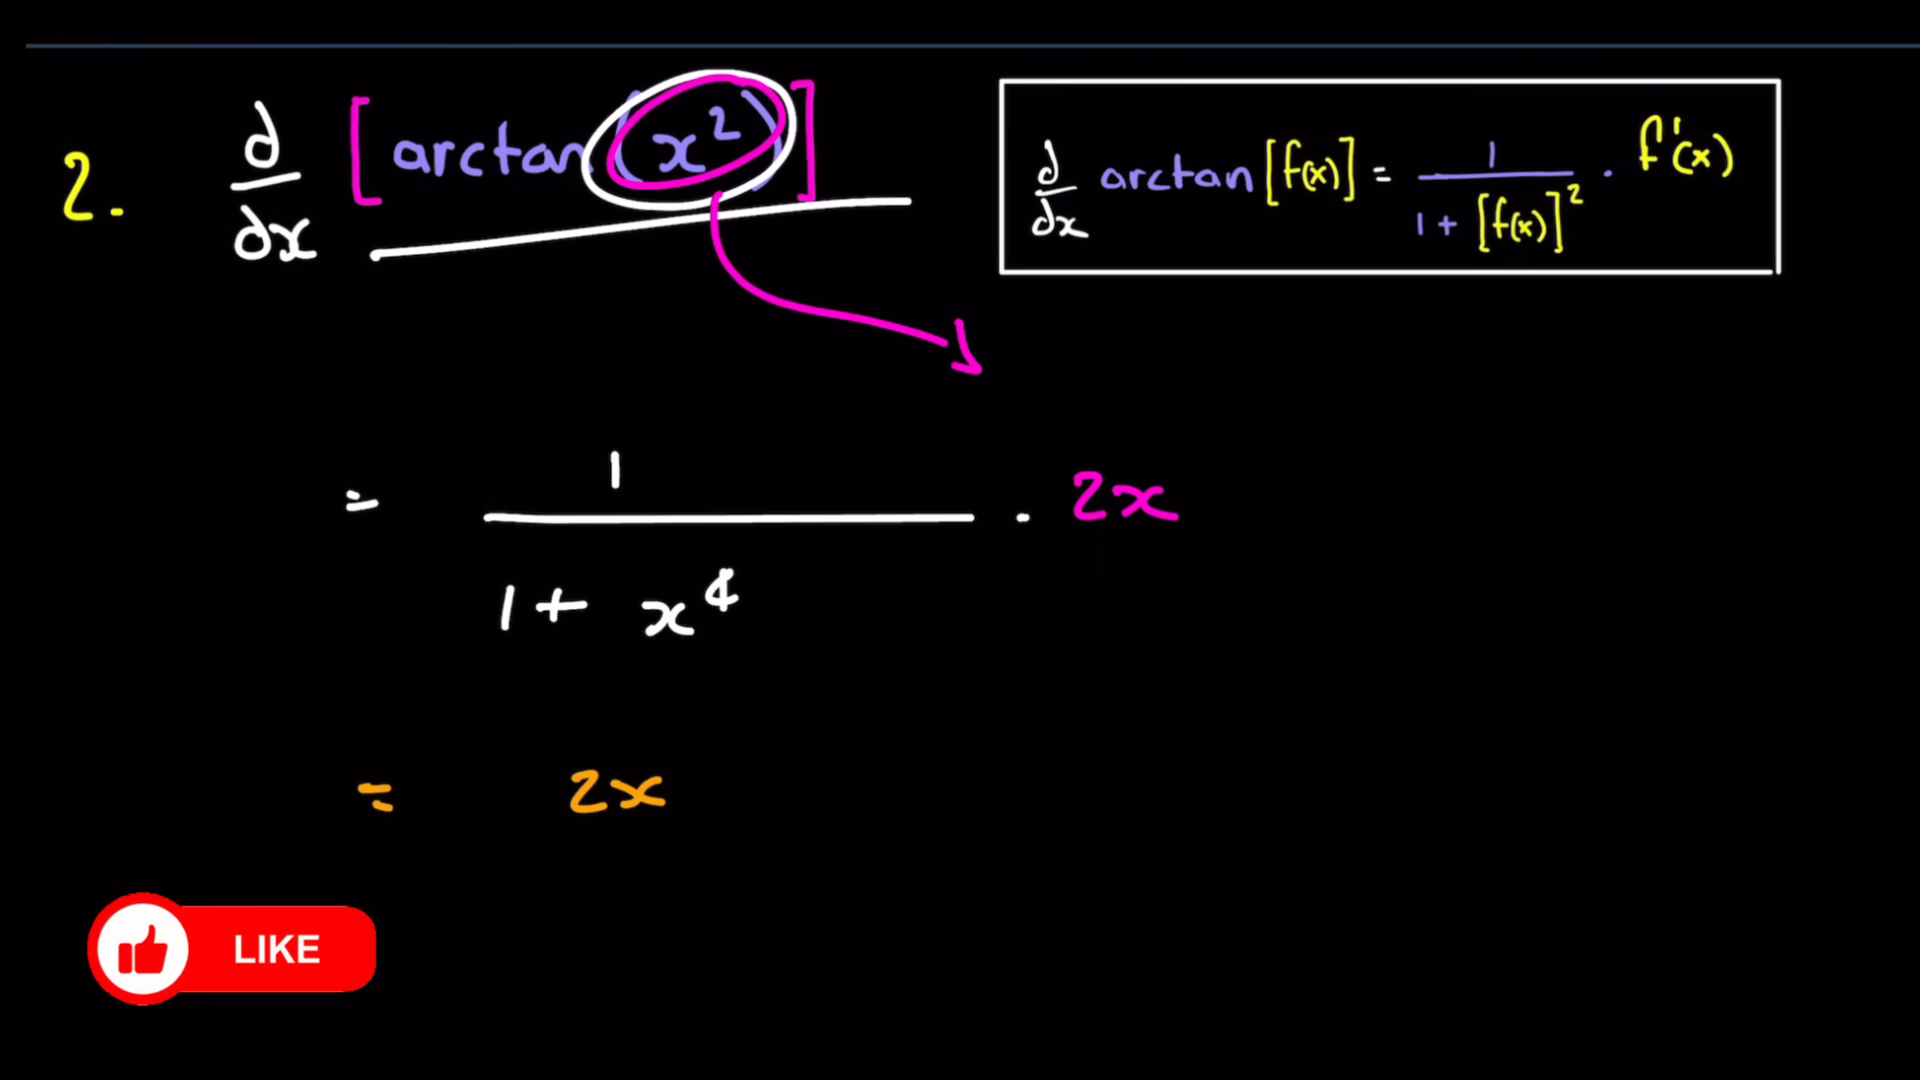 2. d/dx [arctan(x²)]
d/dx arctan[f(x)] = 1/(1 + [f(x)]²) · f'(x)
= 1/(1 + x⁴) · 2x
= 2x
LIKE